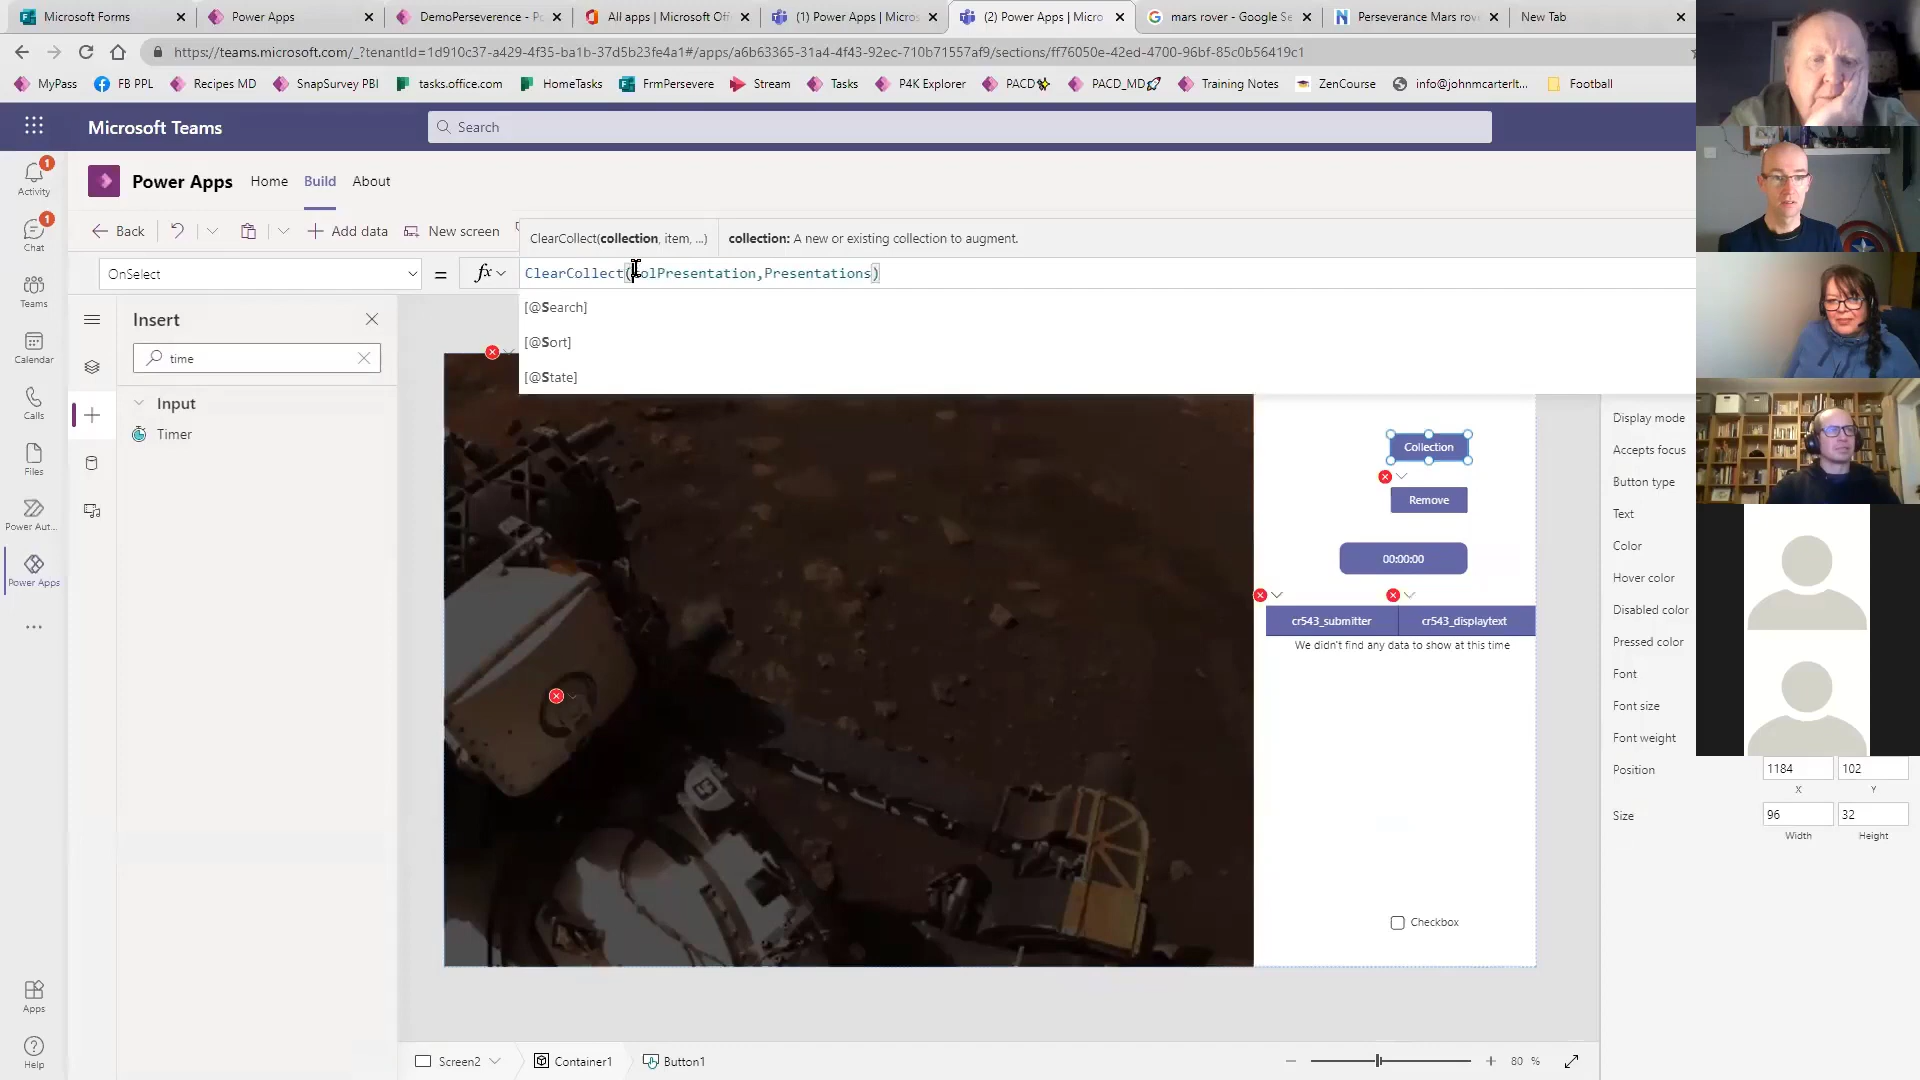 Microsoft Forms
Power Apps
DemoPerseverence - Po
All apps | Microsoft Off
(1) Power Apps | Micros
(2) Power Apps | Micro
mars rover - Google Se
Perseverance Mars rov
New Tab
https://teams.microsoft.com/_?tenantId=1d910c37-a429-4f35-ba1b-37d5b23fe4a1#/apps/a6b63365-31a4-4f43-92ec-710b71557af9/sections/ff76050e-42ed-4700-96bf-85c0b56419c1
MyPass
FB PPL
Recipes MD
SnapSurvey PBI
tasks.office.com
HomeTasks
FrmPersevere
Stream
Tasks
P4K Explorer
PACD✨
PACD_MD🚀
Training Notes
ZenCourse
info@johnmcarterlt...
Football
Microsoft Teams
Search
1
Activity
1
Chat
Teams
Calendar
Calls
Files
Power Aut...
Power Apps
Apps
Help
Power Apps
Home
Build
About
Back
Add data
New screen
ClearCollect(collection, item, ...)
collection: A new or existing collection to augment.
OnSelect
=
fx
ClearCollect(colPresentation,Presentations)
[@Search]
[@Sort]
[@State]
Insert
time
Input
Timer
Collection
Remove
00:00:00
cr543_submitter
cr543_displaytext
We didn't find any data to show at this time
Checkbox
Display mode
Accepts focus
Button type
Text
Color
Hover color
Disabled color
Pressed color
Font
Font size
Font weight
Position
1184
102
X
Y
Size
96
32
Width
Height
Screen2
Container1
Button1
80 %